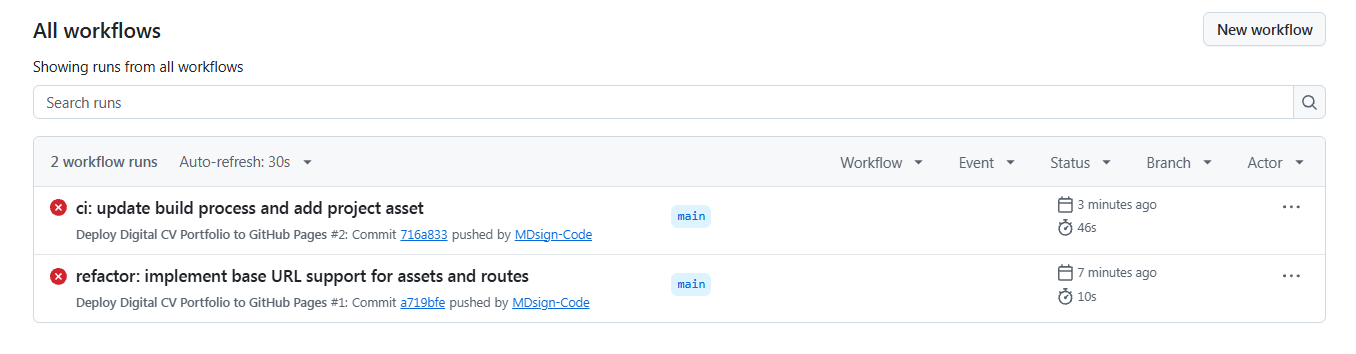 All workflows
New workflow
Showing runs from all workflows
Search runs
2 workflow runs Auto-refresh: 30s Workflow Event Status Branch Actor
ci: update build process and add project asset
main
3 minutes ago
Deploy Digital CV Portfolio to GitHub Pages #2: Commit 716a833 pushed by MDsign-Code
46s
refactor: implement base URL support for assets and routes
main
7 minutes ago
Deploy Digital CV Portfolio to GitHub Pages #1: Commit a719bfe pushed by MDsign-Code
10s